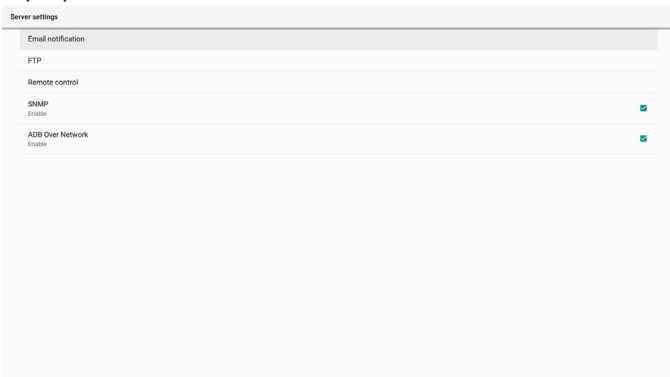 Server settings
Email notification
FTP
Remote control
SNMP
Enable
ADB Over Network
Enable